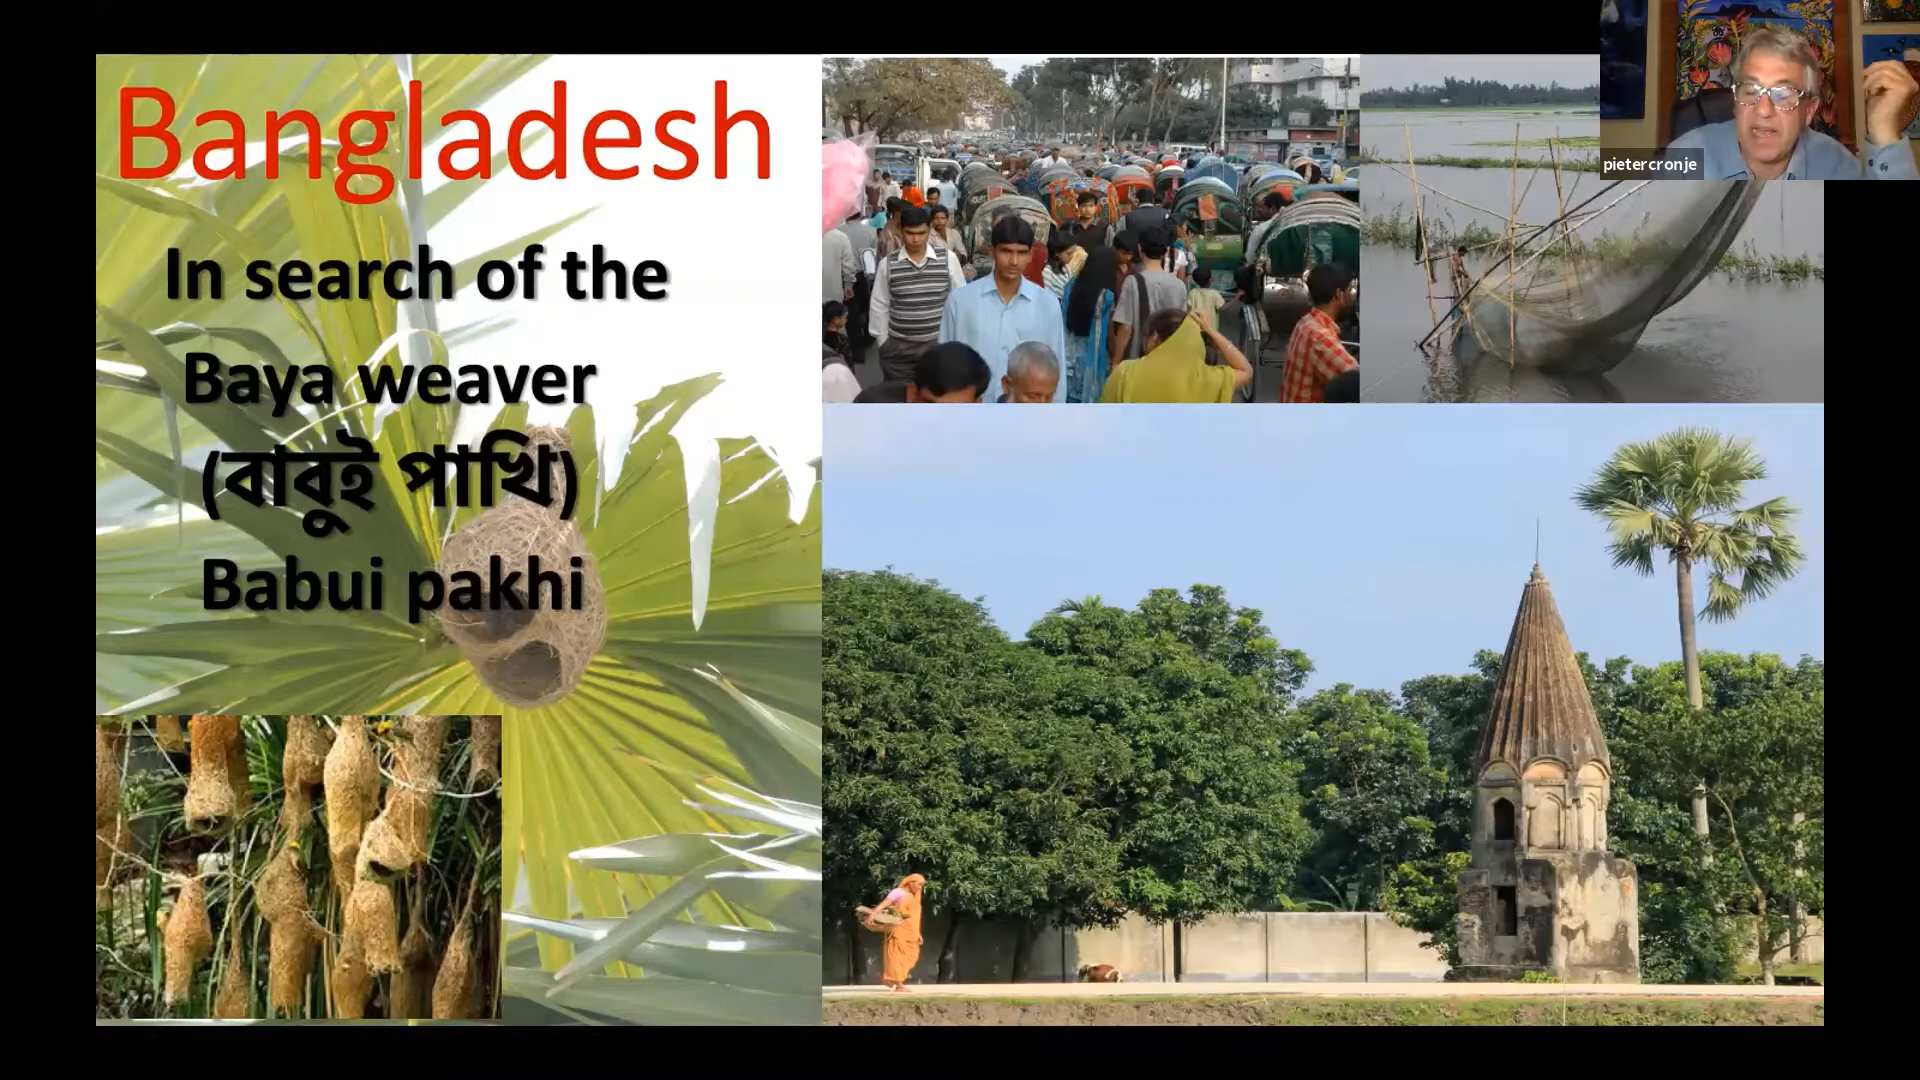 Bangladesh
In search of the
Baya weaver
(বাবুই পাখি)
Babui pakhi
pietercronje